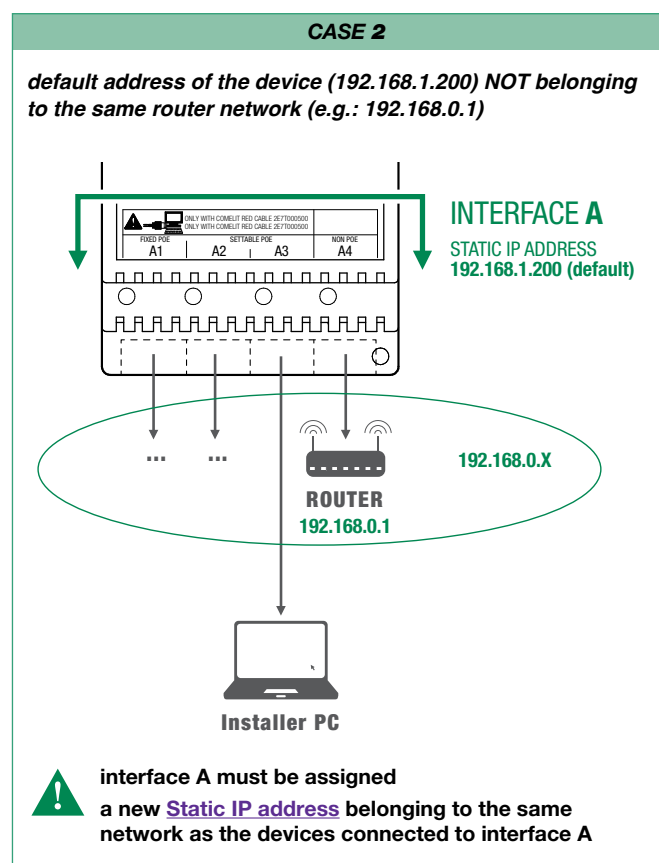 CASE 2
default address of the device (192.168.1.200) NOT belonging
to the same router network (e.g.: 192.168.0.1)
ONLY WITH COMELIT RED CABLE 2E7T000500
ONLY WITH COMELIT RED CABLE 2E7T000500
FIXED POE
SETTABLE POE
NON POE
A1
A2
A3
A4
INTERFACE A
STATIC IP ADDRESS
192.168.1.200 (default)
...
...
192.168.0.X
ROUTER
192.168.0.1
Installer PC
interface A must be assigned
a new Static IP address belonging to the same
network as the devices connected to interface A